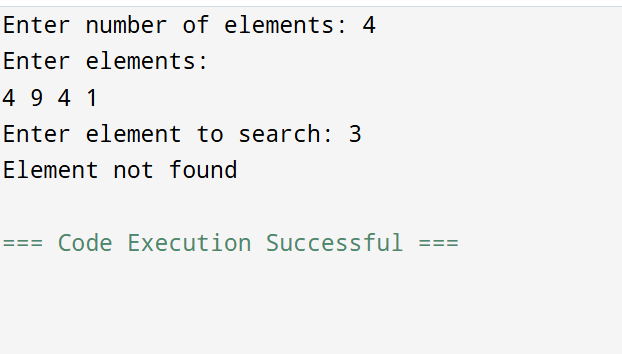 Enter number of elements: 4
Enter elements:
4 9 4 1
Enter element to search: 3
Element not found
=== Code Execution Successful ===